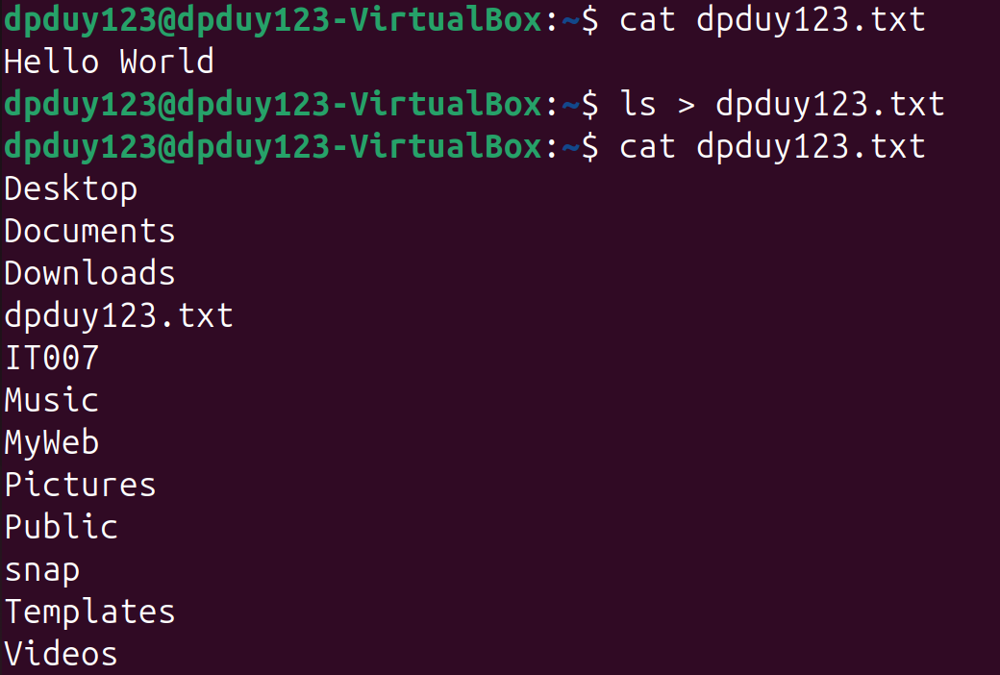 dpduy123@dpduy123-VirtualBox:~$ cat dpduy123.txt
Hello World
dpduy123@dpduy123-VirtualBox:~$ ls > dpduy123.txt
dpduy123@dpduy123-VirtualBox:~$ cat dpduy123.txt
Desktop
Documents
Downloads
dpduy123.txt
IT007
Music
MyWeb
Pictures
Public
snap
Templates
Videos